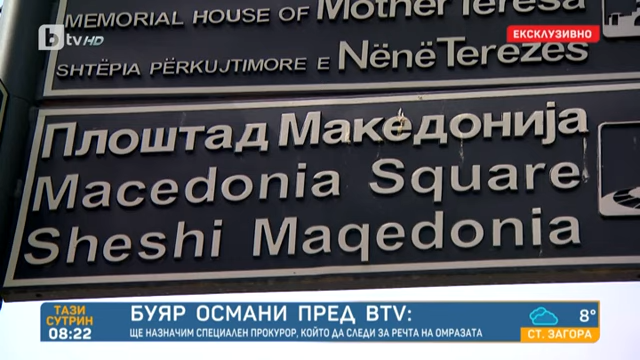 bTV HD
MEMORIAL HOUSE OF MOTHER Teresa
ЕКСКЛУЗИВНО
SHTËPIA PËRKUJTIMORE E NËNË TEREZËS
Плоштад Македонија
Macedonia Square
Sheshi Maqedonia
ТАЗИ СУТРИН
08:22
БУЯР ОСМАНИ ПРЕД BTV:
ЩЕ НАЗНАЧИМ СПЕЦИАЛЕН ПРОКУРОР, КОЙТО ДА СЛЕДИ ЗА РЕЧТА НА ОМРАЗАТА
8°
СТ. ЗАГОРА